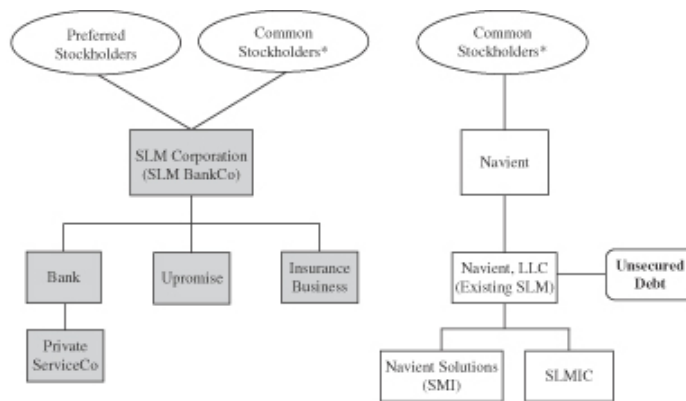 Preferred
Stockholders
Common
Stockholders*
Common
Stockholders*
SLM Corporation
(SLM BankCo)
Navient
Bank
Upromise
Insurance
Business
Navient, LLC
(Existing SLM)
Unsecured
Debt
Private
ServiceCo
Navient Solutions
(SMI)
SLMIC